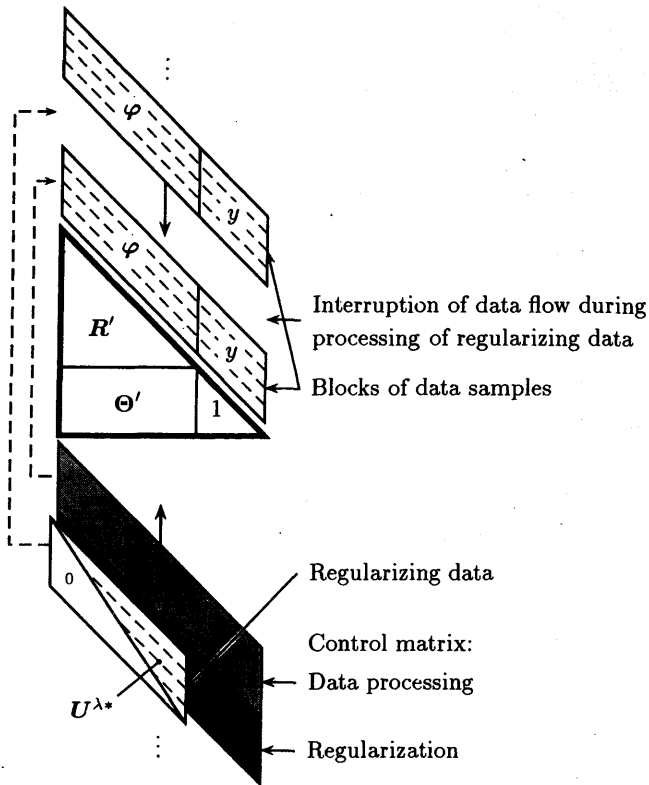 ⋮
φ
y
φ
y
Interruption of data flow during
processing of regularizing data
R′
Blocks of data samples
Θ′
1
Regularizing data
0
Control matrix:
Data processing
U^λ*
⋮
Regularization